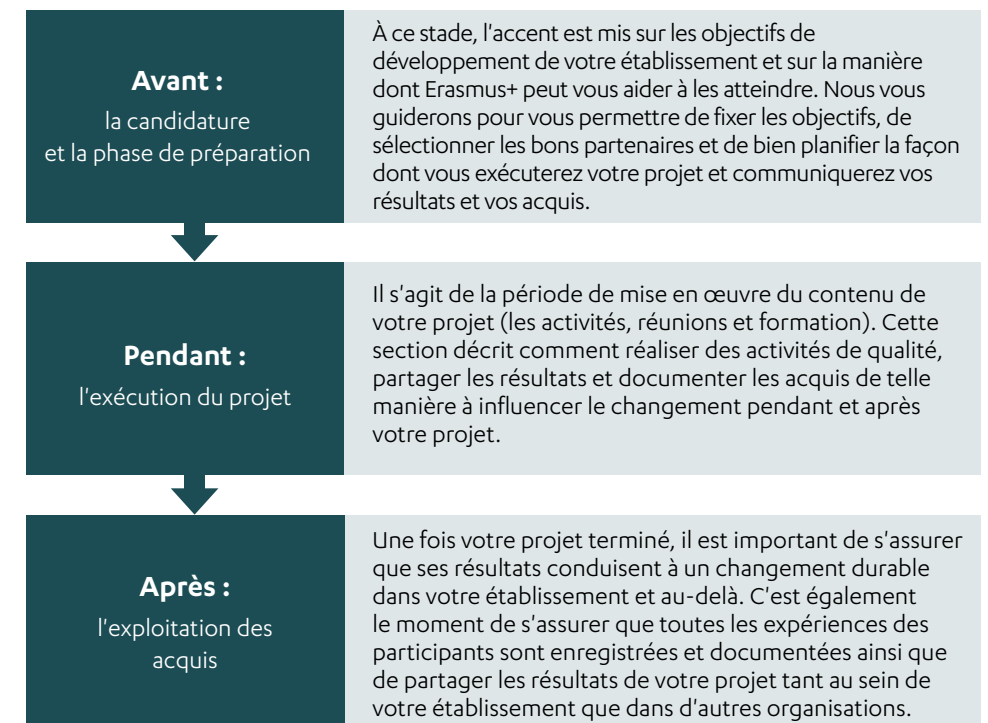 Avant :
la candidature
et la phase de préparation
À ce stade, l'accent est mis sur les objectifs de
développement de votre établissement et sur la manière
dont Erasmus+ peut vous aider à les atteindre. Nous vous
guiderons pour vous permettre de fixer les objectifs, de
sélectionner les bons partenaires et de bien planifier la façon
dont vous exécuterez votre projet et communiquerez vos
résultats et vos acquis.
Pendant :
l'exécution du projet
Il s'agit de la période de mise en œuvre du contenu de
votre projet (les activités, réunions et formation). Cette
section décrit comment réaliser des activités de qualité,
partager les résultats et documenter les acquis de telle
manière à influencer le changement pendant et après
votre projet.
Après :
l'exploitation des
acquis
Une fois votre projet terminé, il est important de s'assurer
que ses résultats conduisent à un changement durable
dans votre établissement et au-delà. C'est également
le moment de s'assurer que toutes les expériences des
participants sont enregistrées et documentées ainsi que
de partager les résultats de votre projet tant au sein de
votre établissement que dans d'autres organisations.